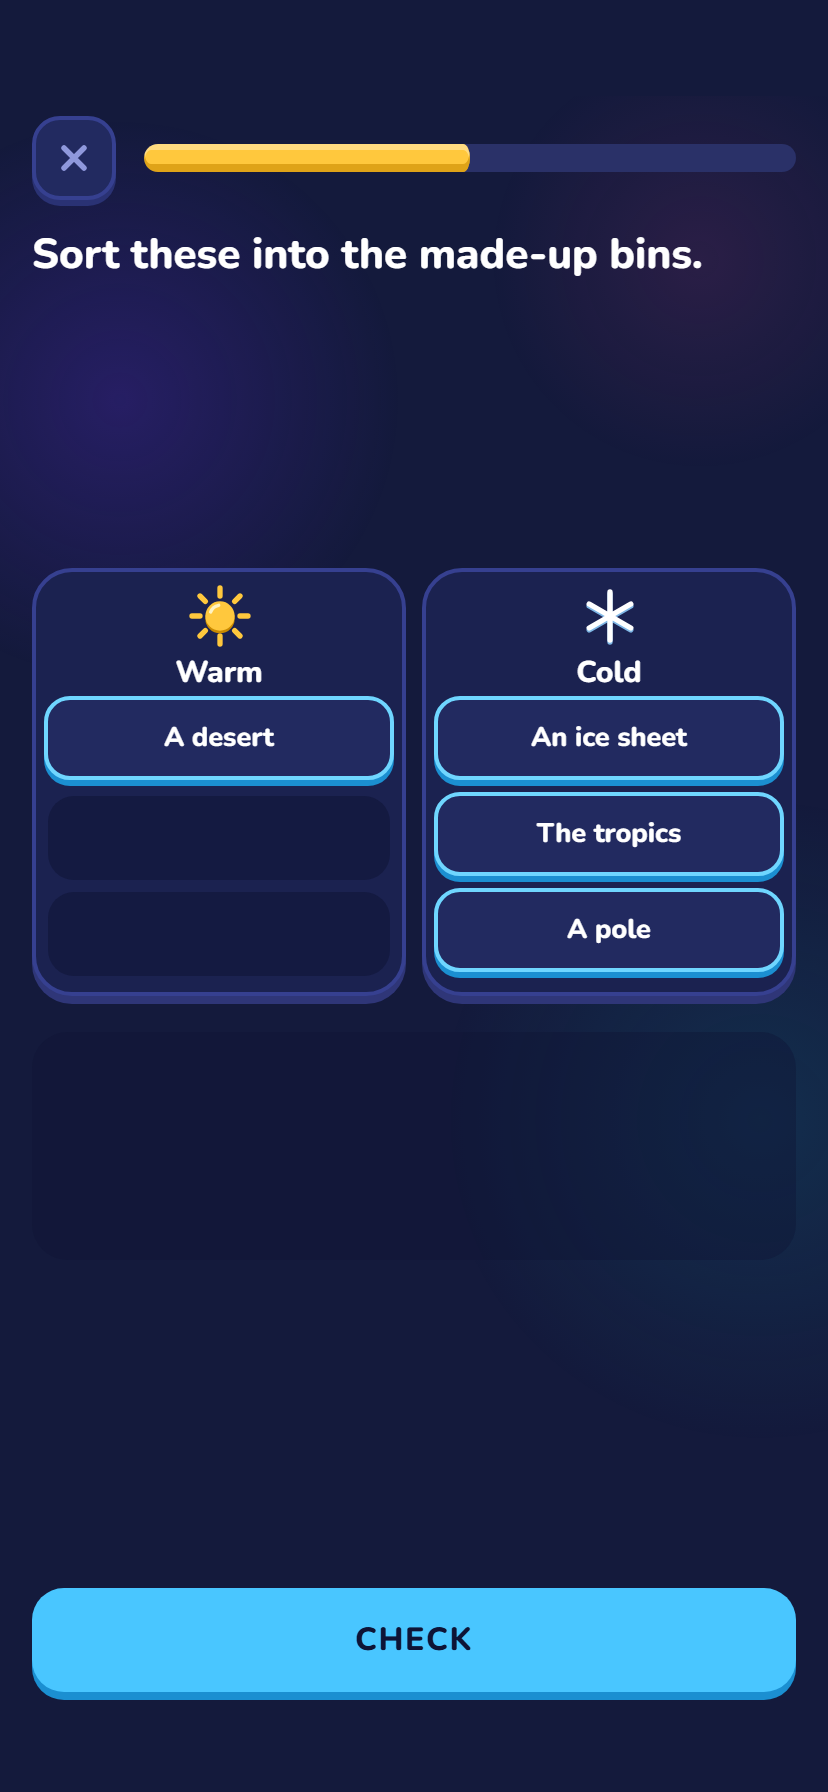 Sort these into the made-up bins.
Warm
A desert
Cold
An ice sheet
The tropics
A pole
CHECK